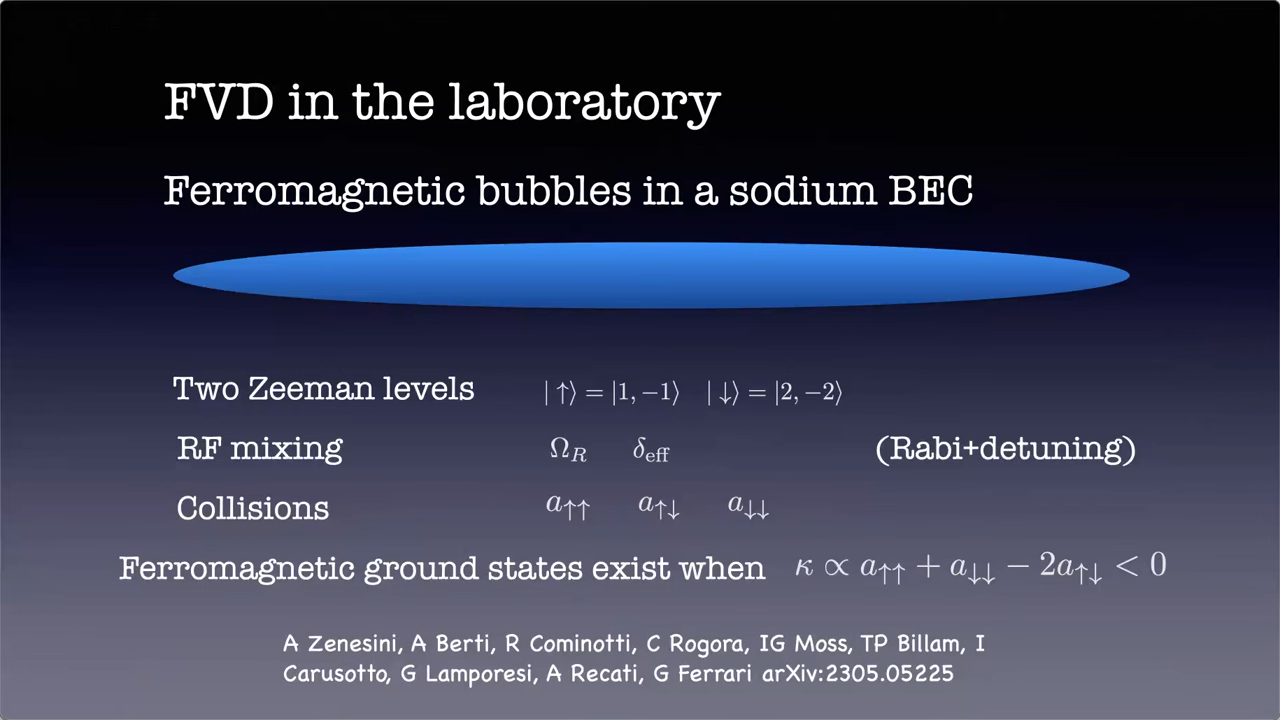 FVD in the laboratory
Ferromagnetic bubbles in a sodium BEC
Two Zeeman levels |↑⟩ = |1, −1⟩ |↓⟩ = |2, −2⟩
RF mixing Ω_R δ_eff (Rabi+detuning)
Collisions a_↑↑ a_↑↓ a_↓↓
Ferromagnetic ground states exist when κ ∝ a_↑↑ + a_↓↓ − 2a_↑↓ < 0
A Zenesini, A Berti, R Cominotti, C Rogora, IG Moss, TP Billam, I
Carusotto, G Lamporesi, A Recati, G Ferrari arXiv:2305.05225